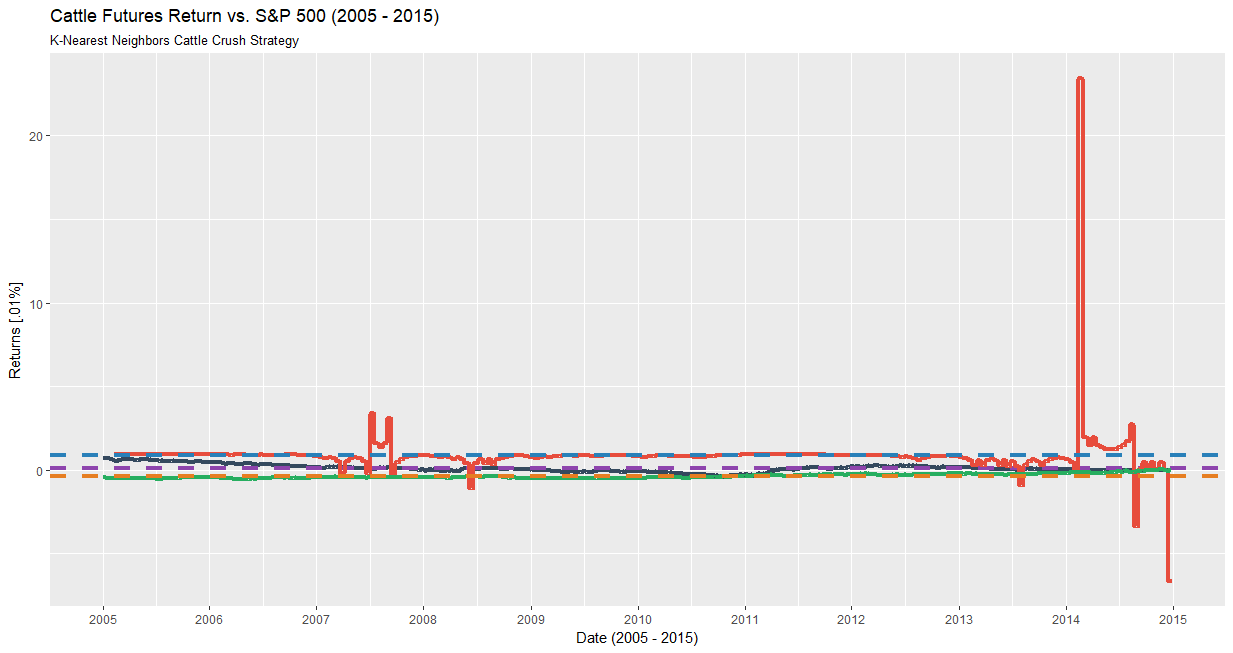 Cattle Futures Return vs. S&P 500 (2005 - 2015)
K-Nearest Neighbors Cattle Crush Strategy
Returns [.01%]
20
10
0
2005 2006 2007 2008 2009 2010 2011 2012 2013 2014 2015
Date (2005 - 2015)